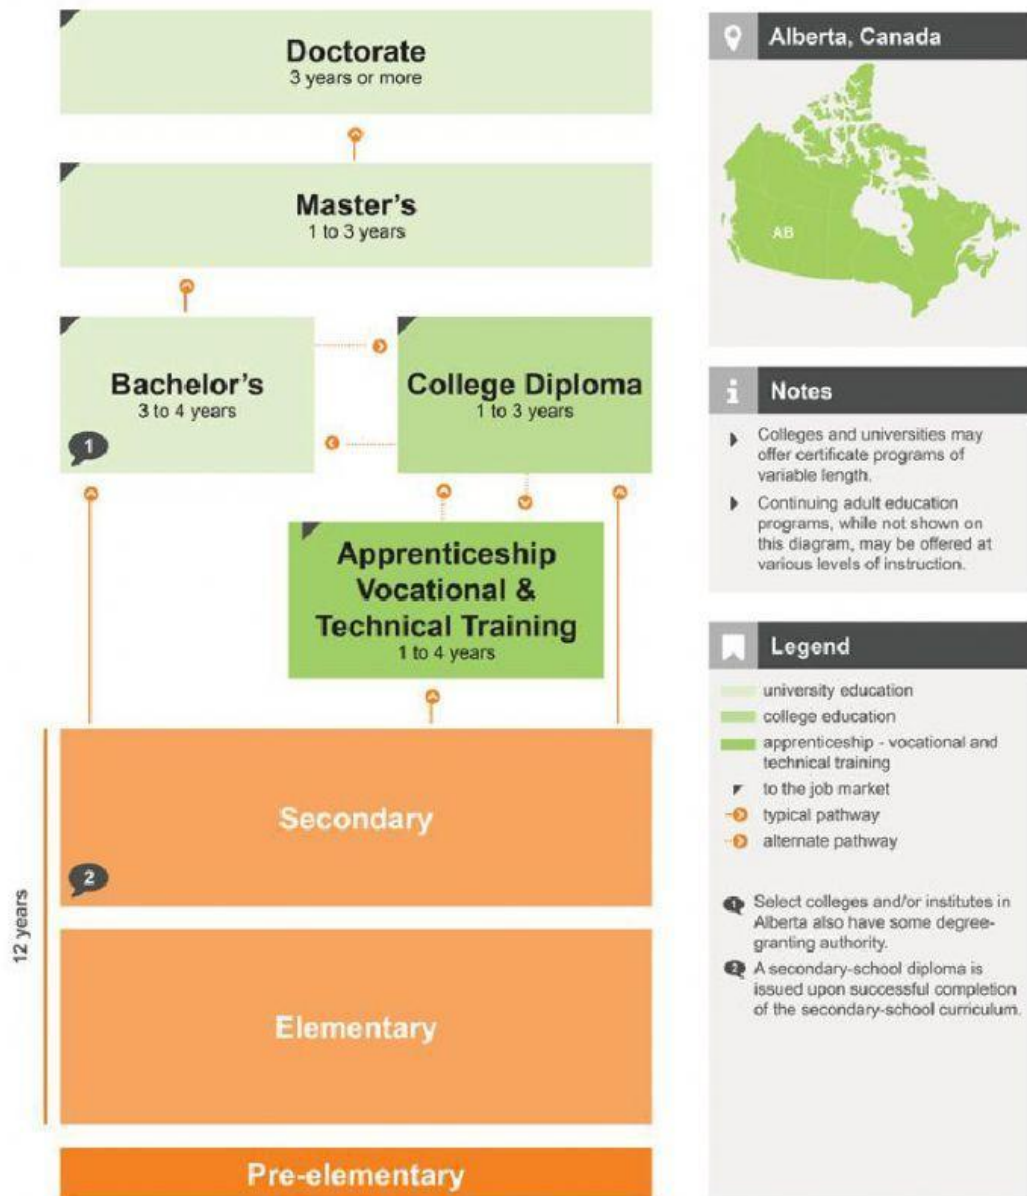 Doctorate
3 years or more
Master's
1 to 3 years
Bachelor's
3 to 4 years
1
College Diploma
1 to 3 years
Apprenticeship
Vocational &
Technical Training
1 to 4 years
12 years
Secondary
2
Elementary
Pre-elementary
Alberta, Canada
AB
i Notes
Colleges and universities may
offer certificate programs of
variable length.
Continuing adult education
programs, while not shown on
this diagram, may be offered at
various levels of instruction.
Legend
university education
college education
apprenticeship - vocational and
technical training
to the job market
typical pathway
alternate pathway
1 Select colleges and/or institutes in
Alberta also have some degree-
granting authority.
2 A secondary-school diploma is
issued upon successful completion
of the secondary-school curriculum.